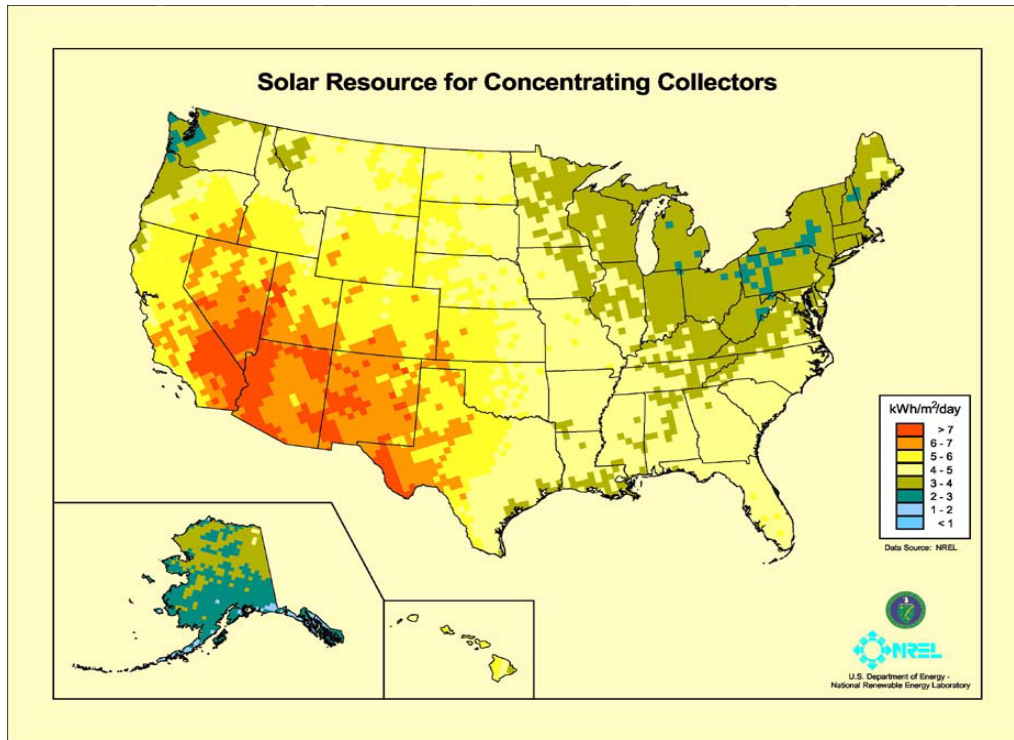 Solar Resource for Concentrating Collectors
kWh/m²/day
> 7
6 - 7
5 - 6
4 - 5
3 - 4
2 - 3
1 - 2
< 1
Data Source: NREL
NREL
U.S. Department of Energy -
National Renewable Energy Laboratory